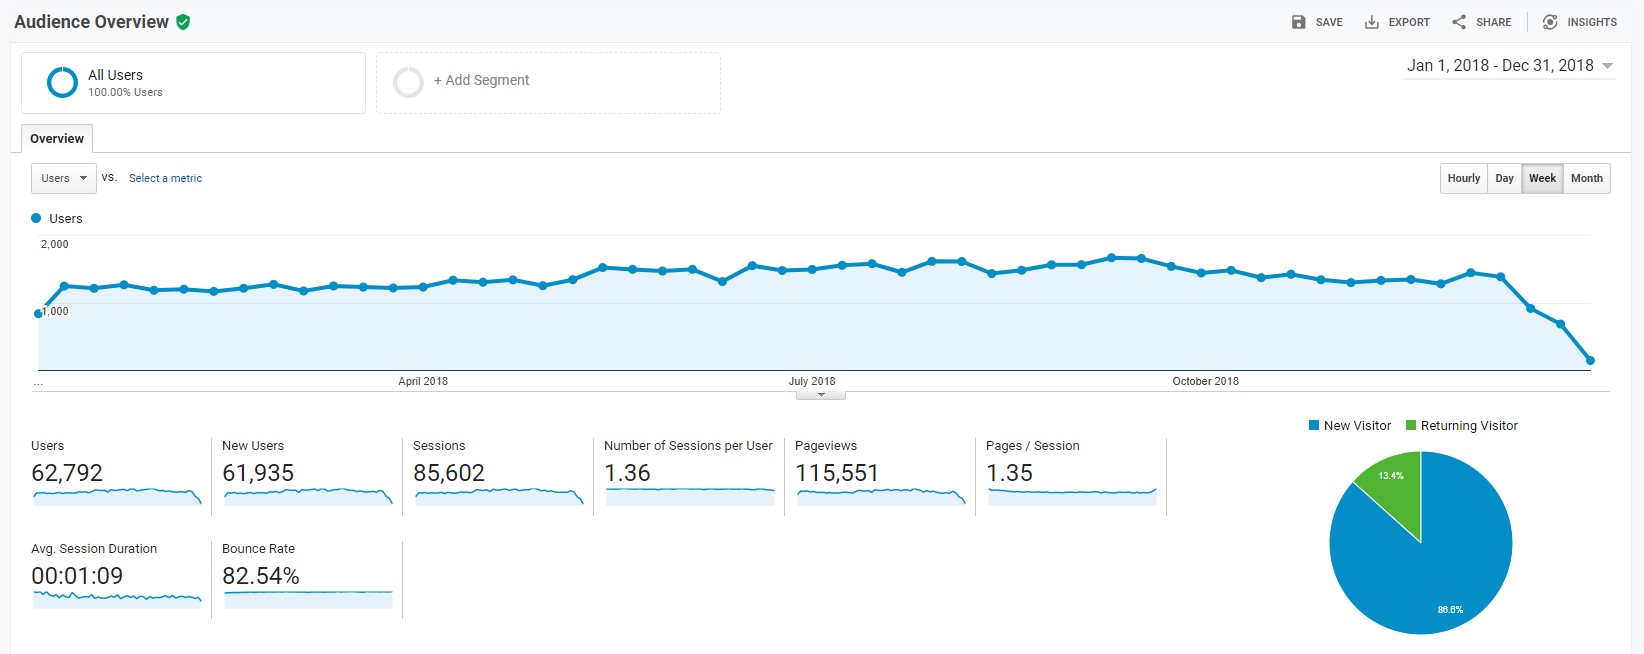 Audience Overview
SAVE
EXPORT
SHARE
INSIGHTS
All Users
100.00% Users
+ Add Segment
Jan 1, 2018 - Dec 31, 2018
Overview
Users
vs.
Select a metric
Hourly
Day
Week
Month
Users
2,000
1,000
...
April 2018
July 2018
October 2018
Users
62,792
New Users
61,935
Sessions
85,602
Number of Sessions per User
1.36
Pageviews
115,551
Pages / Session
1.35
Avg. Session Duration
00:01:09
Bounce Rate
82.54%
New Visitor
Returning Visitor
13.4%
86.6%